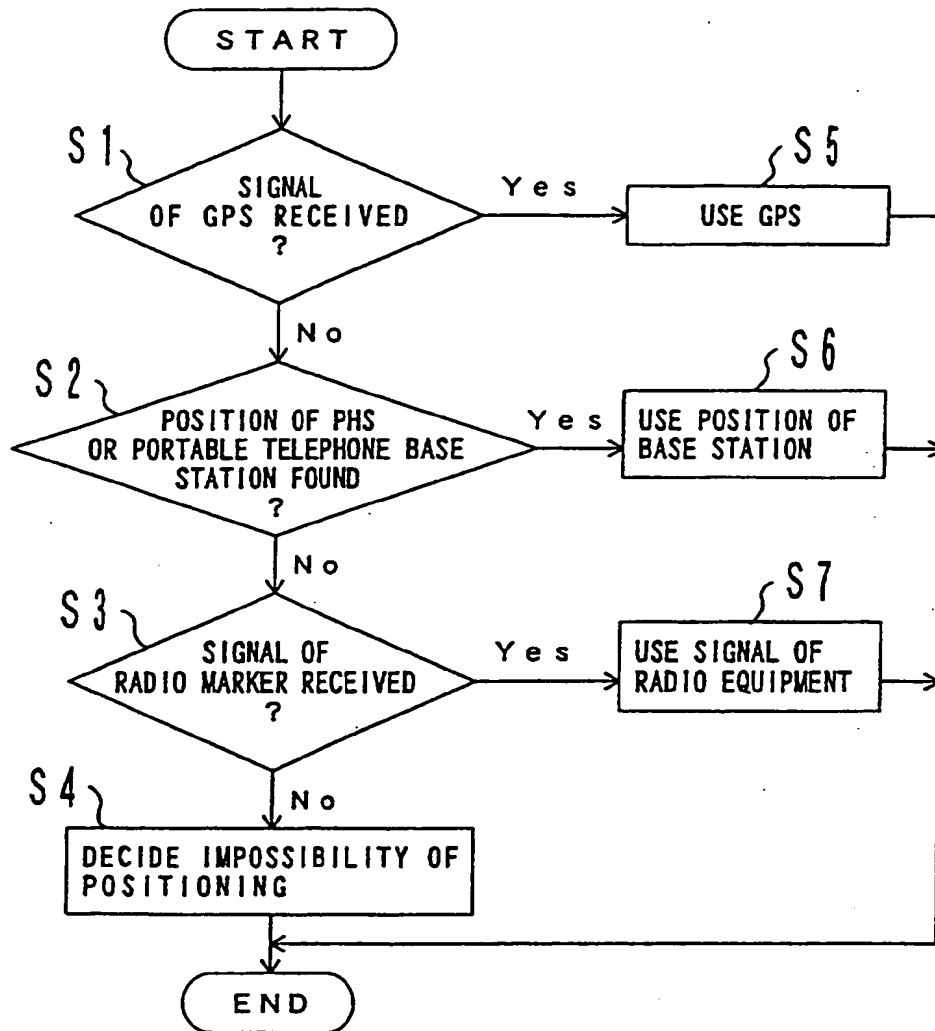 START
S1
SIGNAL
OF GPS RECEIVED
?
Yes
S5
USE GPS
No
S2
POSITION OF PHS
OR PORTABLE TELEPHONE BASE
STATION FOUND
?
Yes
S6
USE POSITION OF
BASE STATION
No
S3
SIGNAL OF
RADIO MARKER RECEIVED
?
Yes
S7
USE SIGNAL OF
RADIO EQUIPMENT
No
S4
DECIDE IMPOSSIBILITY OF
POSITIONING
END